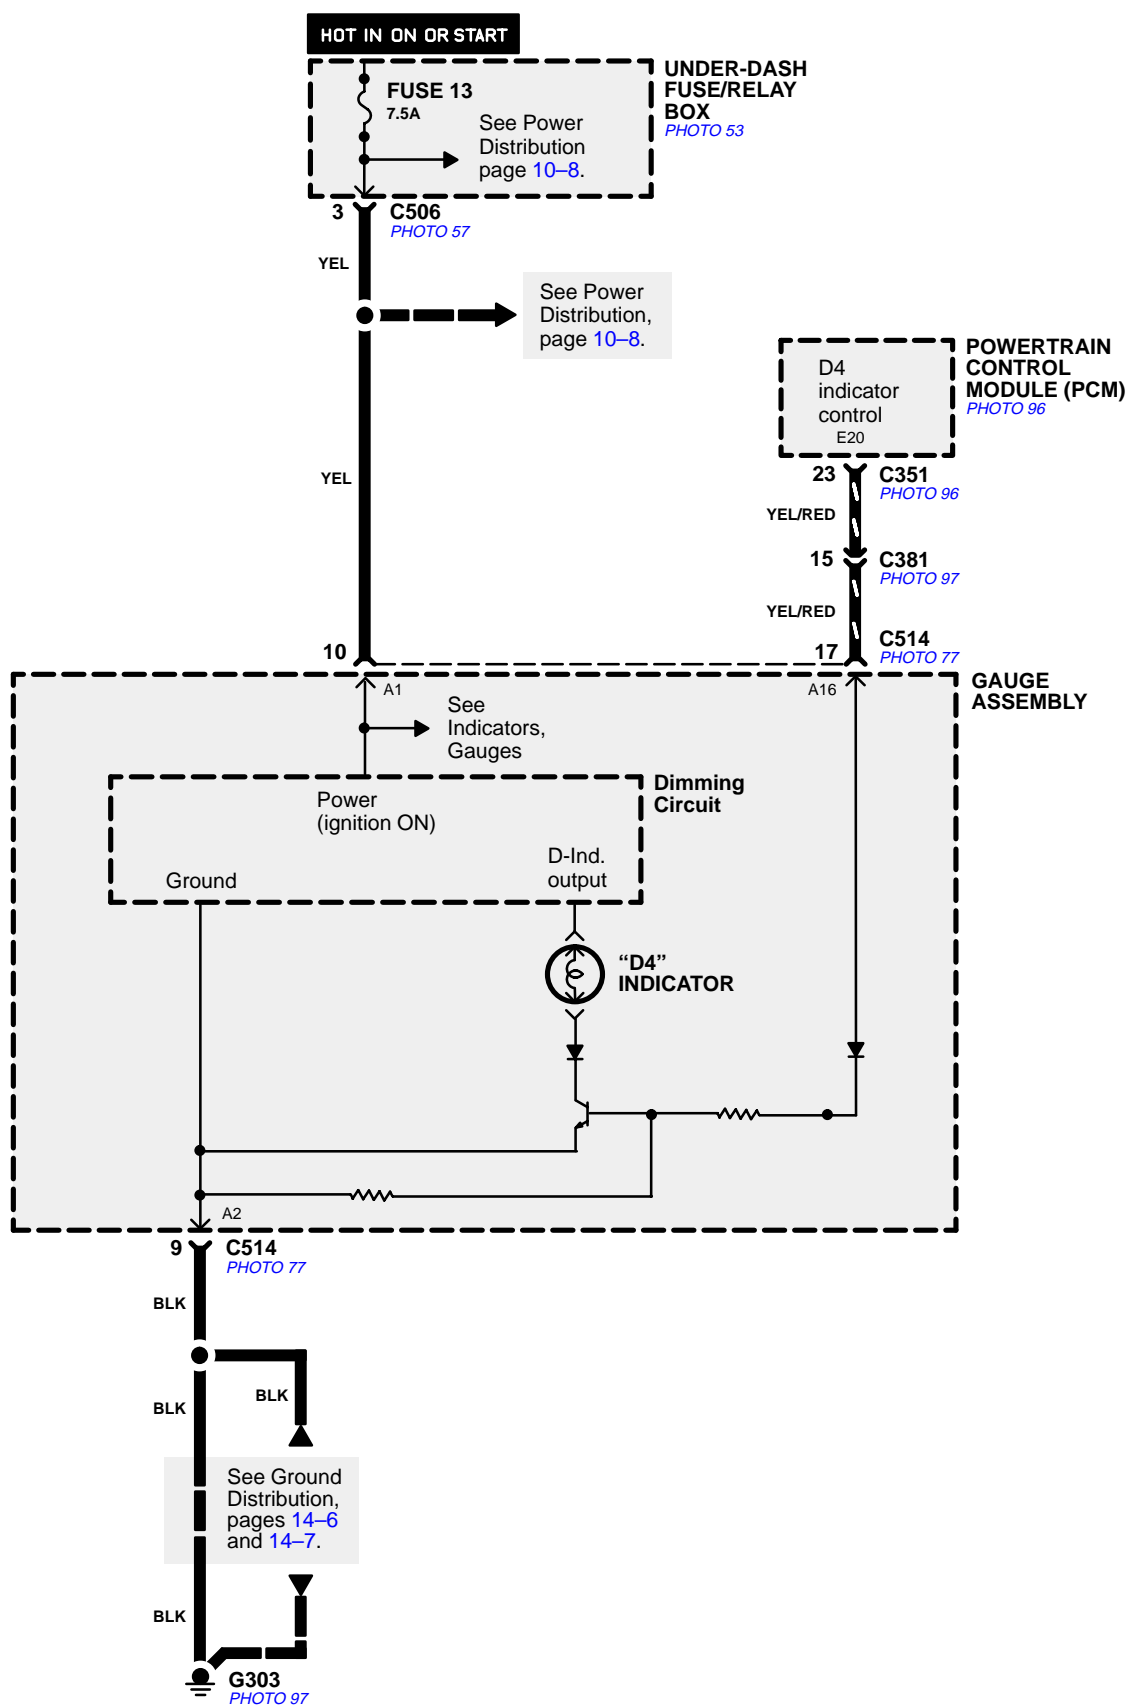 HOT IN ON OR START
UNDER-DASH
FUSE/RELAY
BOX
PHOTO 53
FUSE 13
7.5A
See Power
Distribution
page 10–8.
3
C506
PHOTO 57
YEL
See Power
Distribution,
page 10–8.
POWERTRAIN
CONTROL
MODULE (PCM)
PHOTO 96
D4
indicator
control
E20
23
C351
PHOTO 96
YEL
YEL/RED
15
C381
PHOTO 97
YEL/RED
10
17
C514
PHOTO 77
GAUGE
ASSEMBLY
A1
A16
See
Indicators,
Gauges
Dimming
Circuit
Power
(ignition ON)
D-Ind.
output
Ground
“D4”
INDICATOR
A2
9
C514
PHOTO 77
BLK
BLK
BLK
See Ground
Distribution,
pages 14–6
and 14–7.
BLK
G303
PHOTO 97